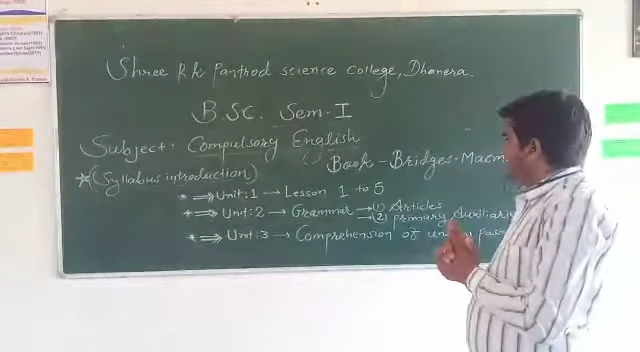 Shree R.K Pantrod science college, Dhanera.
B.SC. Sem-I
Subject: Compulsory English
Book - Bridges - Macm
*(Syllabus introduction)
* ⇒ Unit:1 → Lesson 1 to 5
* ⇒ Unit:2 → Grammar → (1) Articles
→ (2) primary Auxiliaries
* ⇒ Unit:3 → Comprehension of